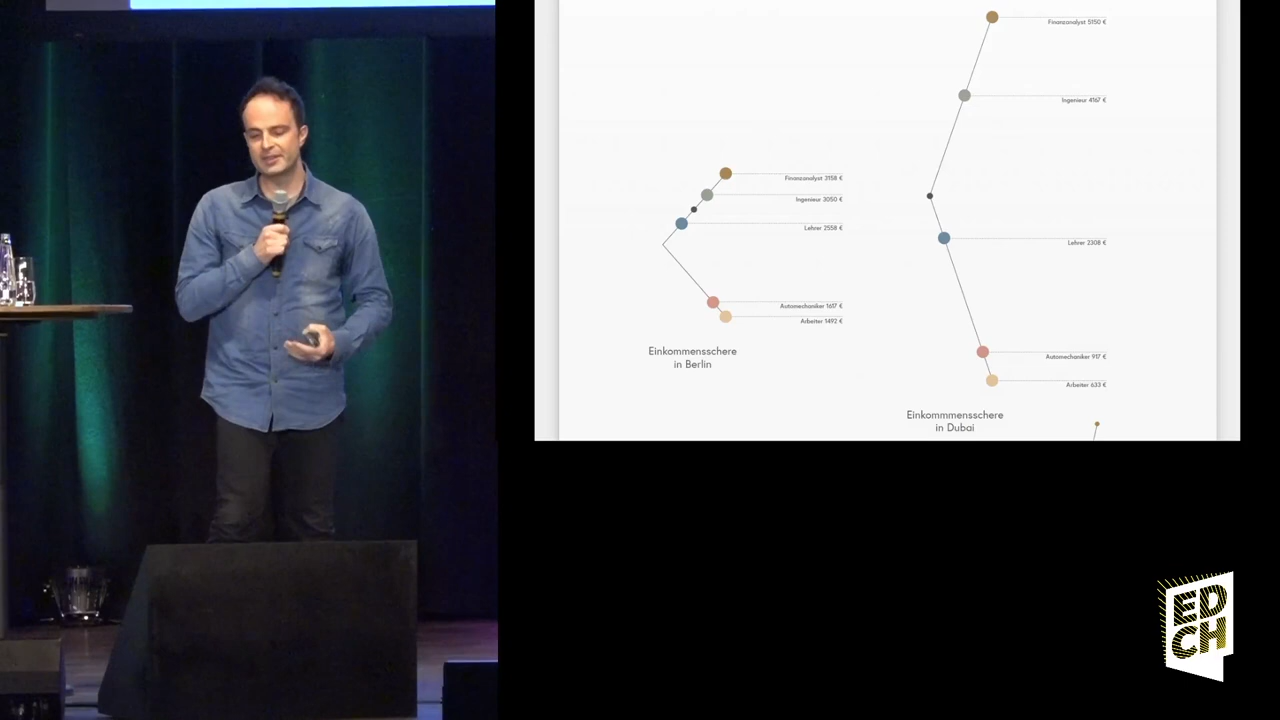 Finanzanalyst 3158 €
Ingenieur 3050 €
Lehrer 2558 €
Automechaniker 1617 €
Arbeiter 1492 €
Einkommensschere
in Berlin
Finanzanalyst 5150 €
Ingenieur 4167 €
Lehrer 2308 €
Automechaniker 917 €
Arbeiter 633 €
Einkommmensschere
in Dubai
ED
CH